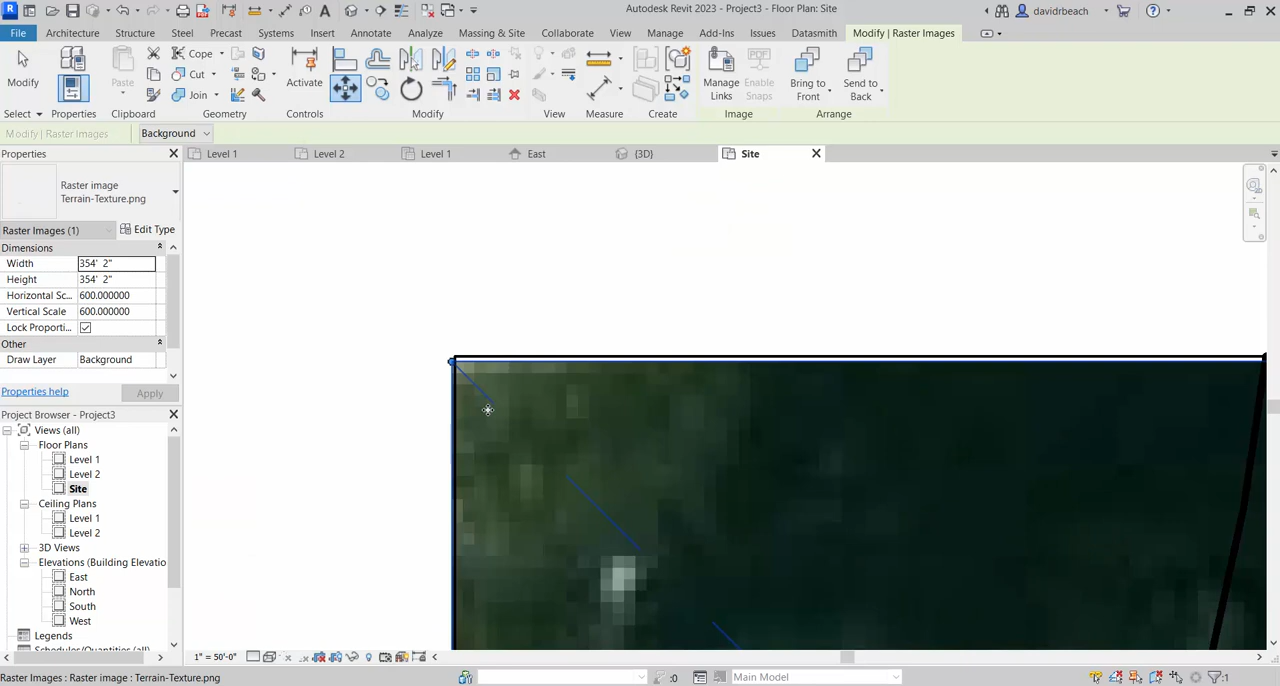 Autodesk Revit 2023 - Project3 - Floor Plan: Site
davidrbeach
File Architecture Structure Steel Precast Systems Insert Annotate Analyze Massing & Site Collaborate View Manage Add-Ins Issues Datasmith Modify | Raster Images
Modify
Properties
Paste
Cope
Cut
Join
Activate
Manage Links
Enable Snaps
Bring to Front
Send to Back
Select Properties Clipboard Geometry Controls Modify View Measure Create Image Arrange
Modify | Raster Images Background
Properties
Level 1 Level 2 Level 1 East {3D} Site
Raster image
Terrain-Texture.png
Raster Images (1) Edit Type
Dimensions
Width 354' 2"
Height 354' 2"
Horizontal Sc... 600.000000
Vertical Scale 600.000000
Lock Proporti...
Other
Draw Layer Background
Properties help Apply
Project Browser - Project3
Views (all)
Floor Plans
Level 1
Level 2
Site
Ceiling Plans
Level 1
Level 2
3D Views
Elevations (Building Elevatio
East
North
South
West
Legends
Schedules/Quantities (all)
1" = 50'-0"
Raster Images : Raster image : Terrain-Texture.png
:0
Main Model
:1